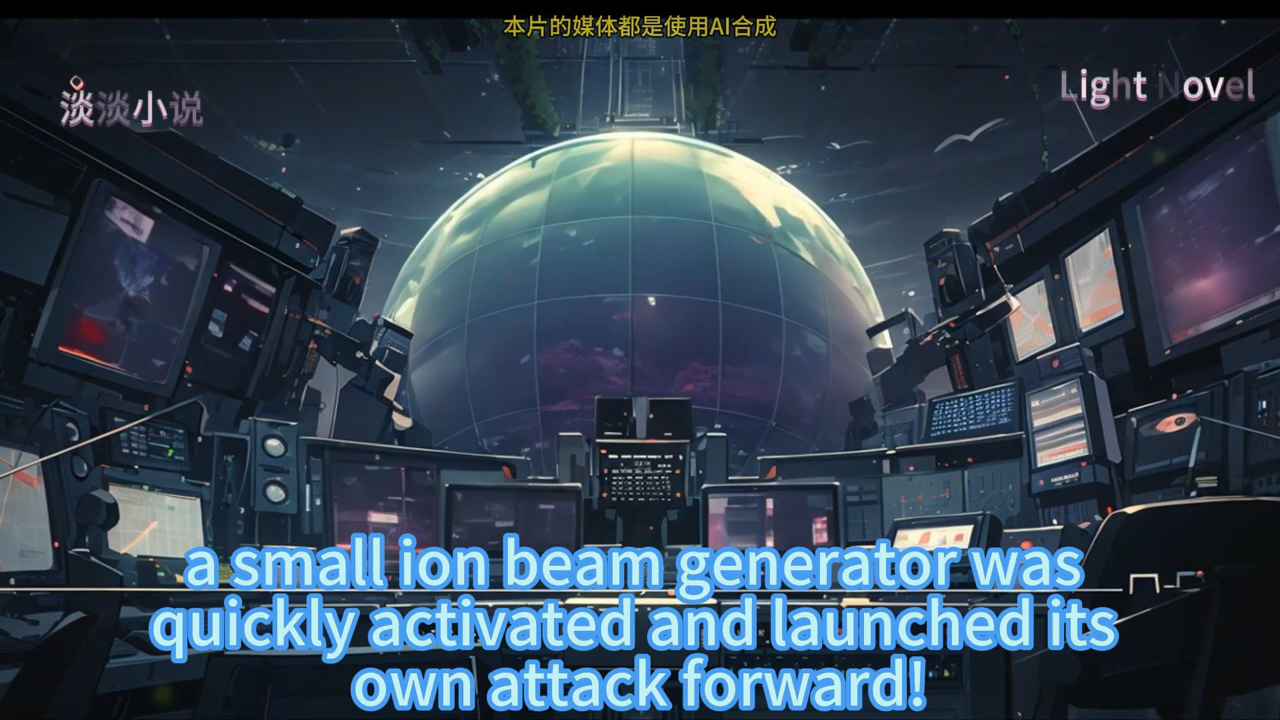 本片的媒体都是使用AI合成
淡淡小说
Light Novel
a small ion beam generator was
quickly activated and launched its
own attack forward!